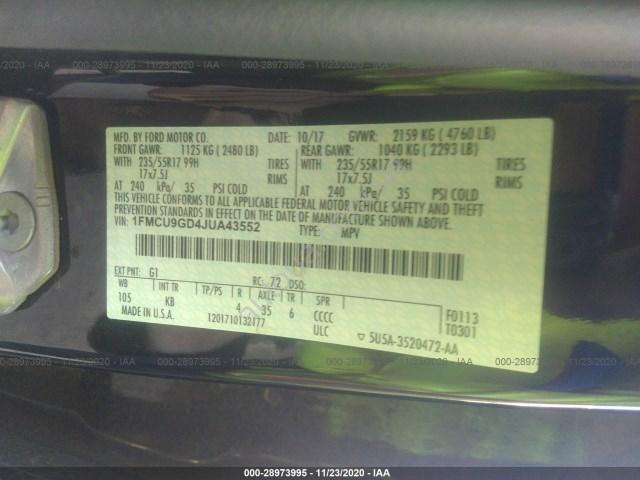 000-28973995 - 11/23/2020 - IAA
MFD. BY FORD MOTOR CO. 10/17 GVWR: 2159 KG ( 4760 LB)
FRONT GAWR: 1125 KG ( 2480 LB) REAR GAWR: 1040 KG ( 2293 LB)
WITH 235/55R17 99H TIRES WITH 235/55R17 99H TIRES
17x7.5J RIMS 17x7.5J RIMS
AT 240 kPa/ 35 PSI COLD AT 240 kPa/ 35 PSI COLD
THIS VEHICLE CONFORMS TO ALL APPLICABLE FEDERAL MOTOR VEHICLE SAFETY AND THEFT
PREVENTION STANDARDS IN EFFECT ON THE DATE OF MANUFACTURE SHOWN ABOVE.
VIN: 1FMCU9GD4JUA43552 TYPE: MPV
EXT PNT: G1 RC: 72 DSO:
WB INT TR TP/PS R AXLE TR SPR
105 KB 4 35 6 CCCC F0113
MADE IN U.S.A. 1201710132177 ULC T0301
▽ 5U5A-3520472-AA
000-28973995 - 11/23/2020 - IAA
000-28973995 - 11/23/2020 - IAA